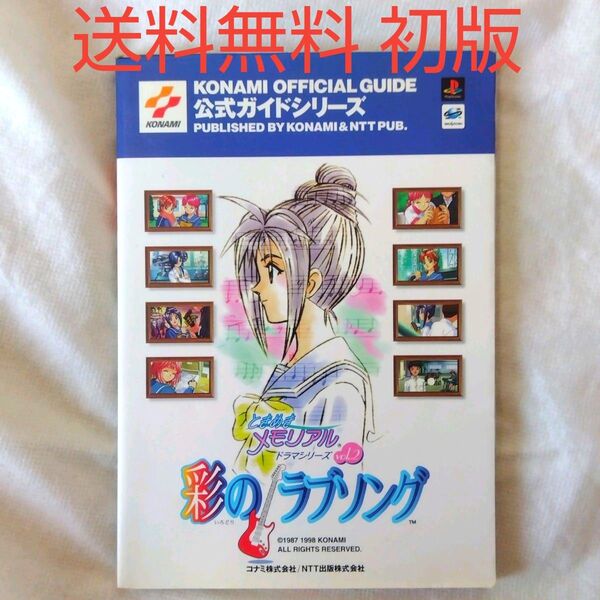 送料無料 初版
KONAMI
KONAMI OFFICIAL GUIDE
公式ガイドシリーズ
PUBLISHED BY KONAMI & NTT PUB.
ときめき
メモリアル
ドラマシリーズ vol.2
彩のラブソング™
いろどり
©1987 1998 KONAMI
ALL RIGHTS RESERVED.
コナミ株式会社/NTT出版株式会社